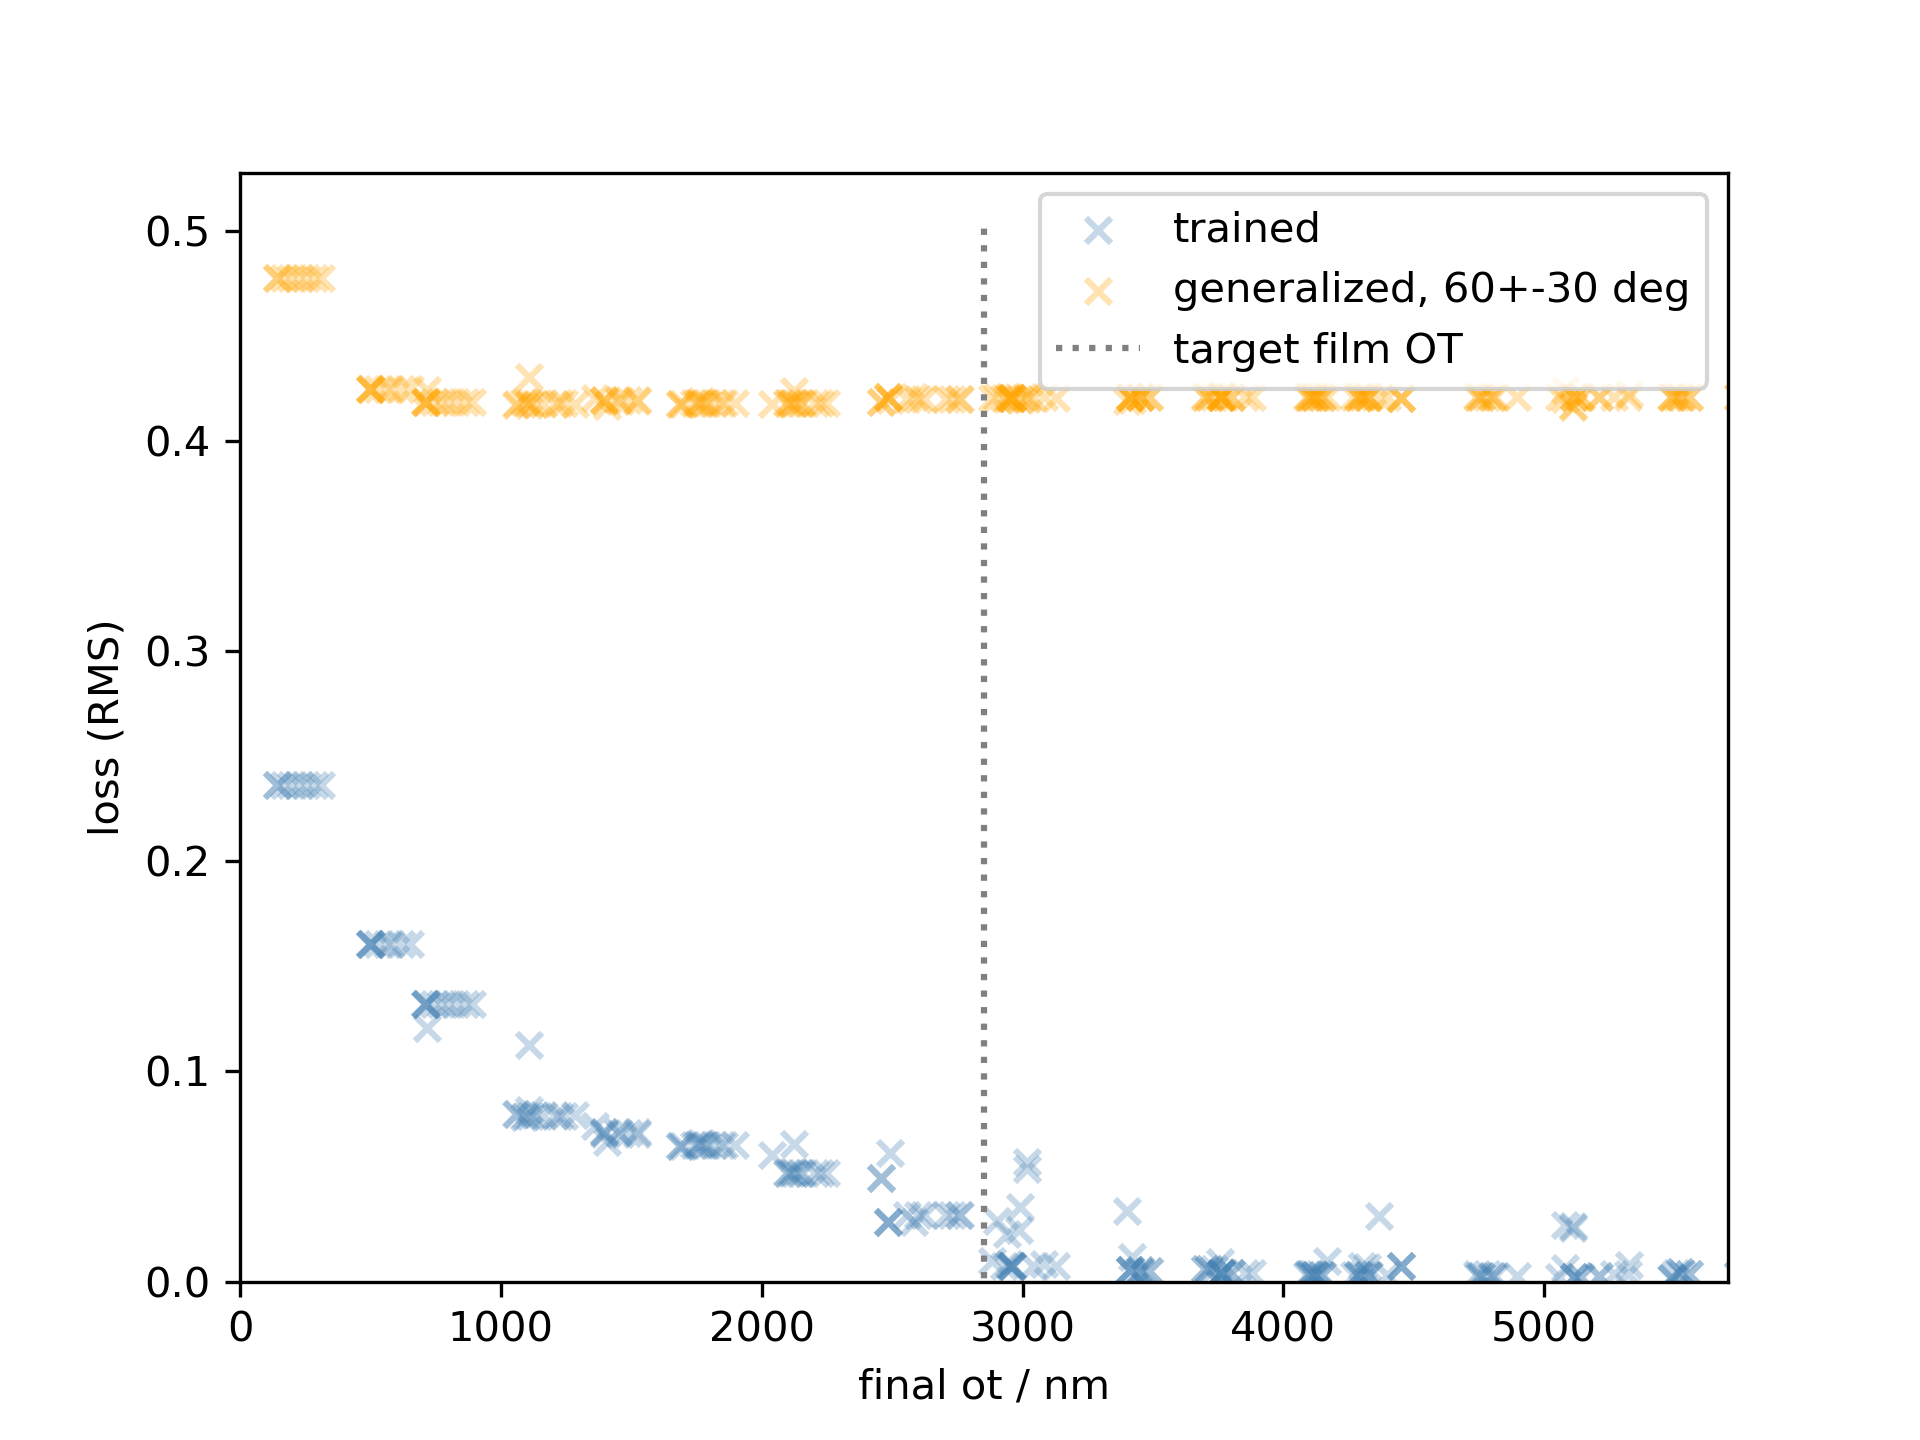 trained
generalized, 60+-30 deg
target film OT
0.5
0.4
0.3
0.2
0.1
0.0
loss (RMS)
0 1000 2000 3000 4000 5000
final ot / nm